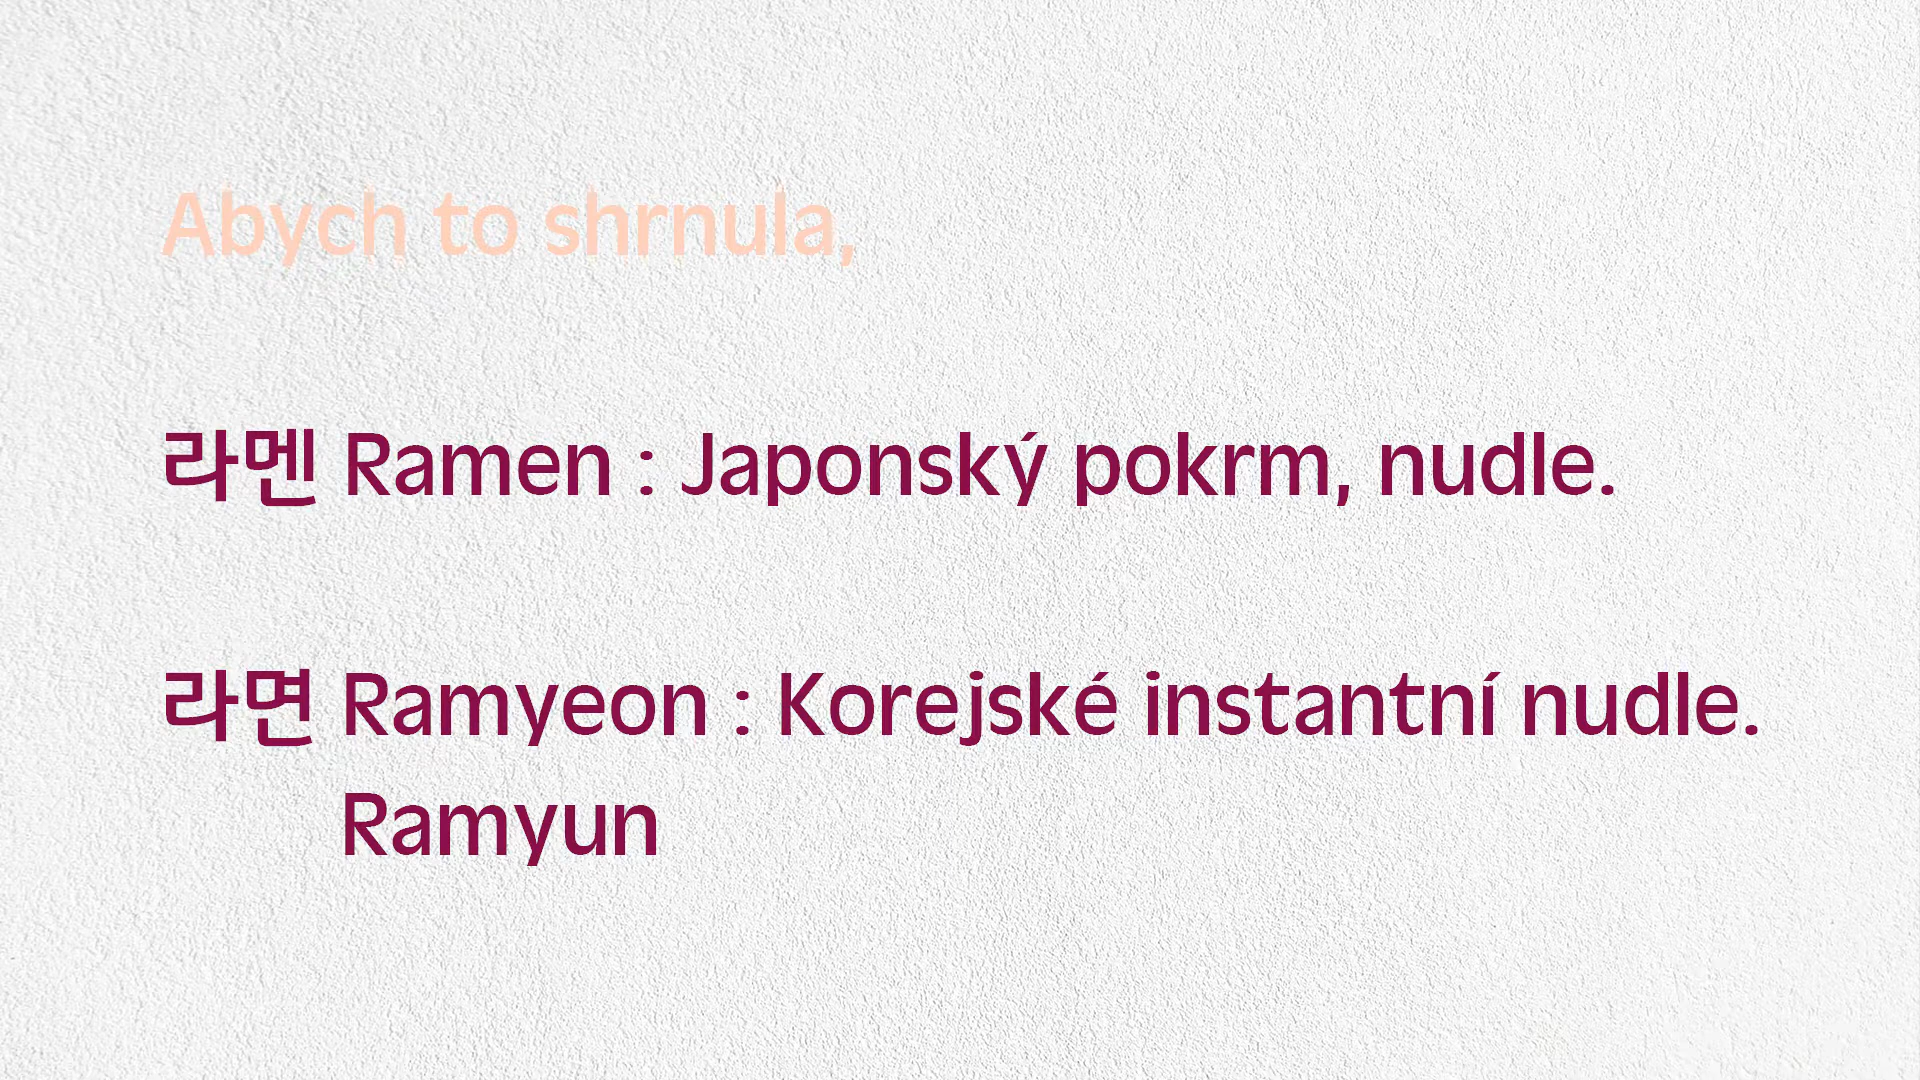 Abych to shrnula,
라멘 Ramen : Japonský pokrm, nudle.
라면 Ramyeon : Korejské instantní nudle.
Ramyun